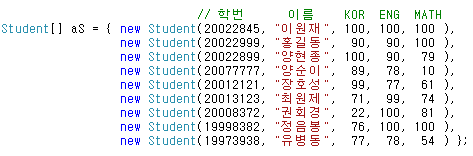 // 학번 이름 KOR ENG MATH
Student[] aS = { new Student(20022845, "이원재", 100, 100, 100 ),
new Student(20022999, "홍길동", 90, 90, 100 ),
new Student(20022899, "양현종", 100, 90, 79 ),
new Student(20077777, "양순이", 89, 78, 10 ),
new Student(20012121, "장호성", 99, 77, 61 ),
new Student(20013123, "최원제", 71, 99, 74 ),
new Student(20008372, "권희경", 22, 100, 81 ),
new Student(19998382, "정음봉", 76, 100, 100 ),
new Student(19973938, "유병동", 77, 78, 54 ) };